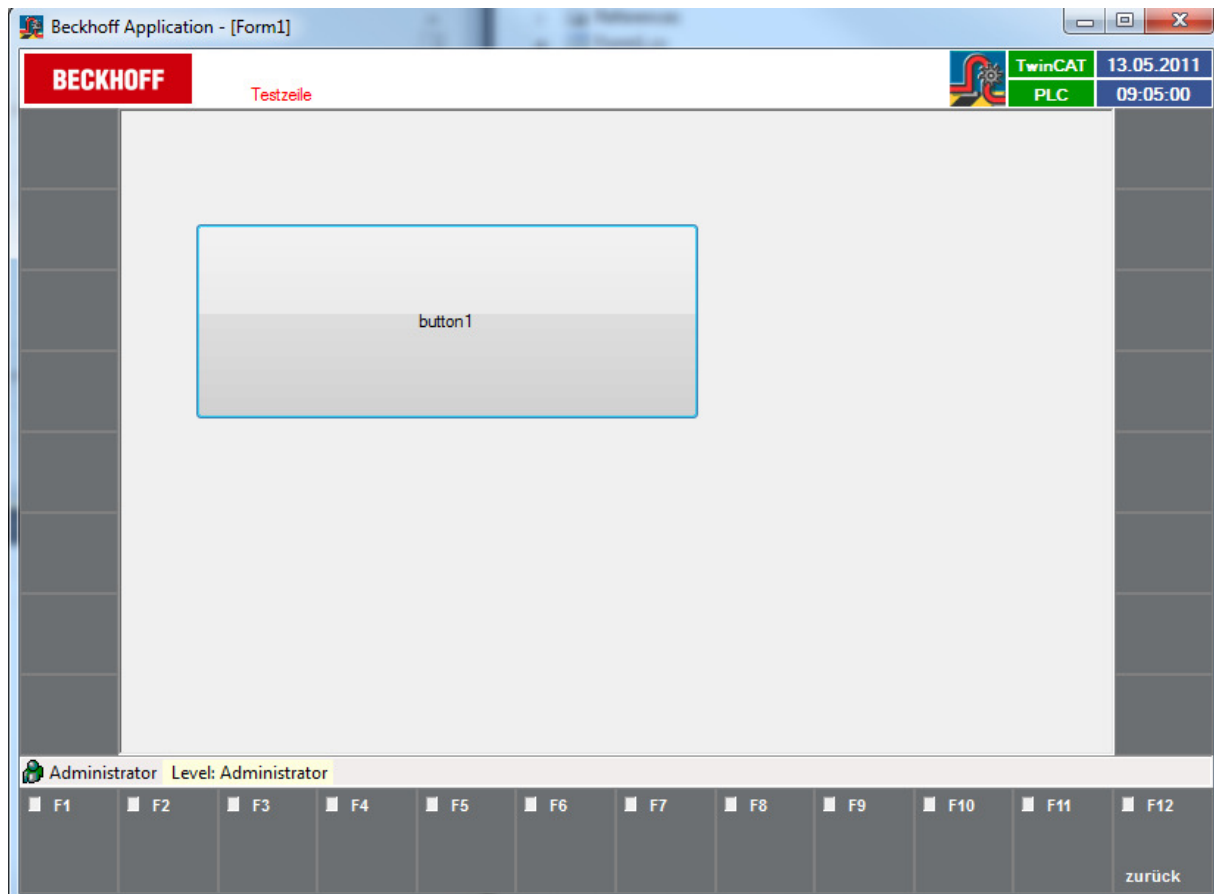 Beckhoff Application - [Form1]
BECKHOFF
Testzeile
TwinCAT 13.05.2011
PLC 09:05:00
button1
Administrator Level: Administrator
F1 F2 F3 F4 F5 F6 F7 F8 F9 F10 F11 F12
zurück